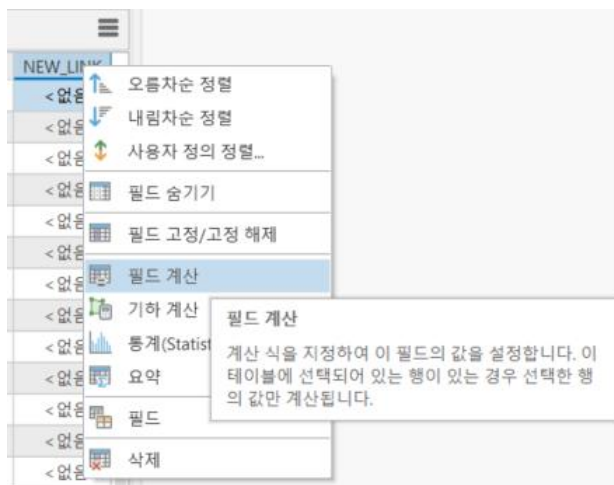 NEW_LINK
<없음
오름차순 정렬
<없음
내림차순 정렬
<없음
사용자 정의 정렬...
<없음
필드 숨기기
<없음
필드 고정/고정 해제
<없음
<없음
필드 계산
<없음
기하 계산
필드 계산
<없음
통계(Statist
계산 식을 지정하여 이 필드의 값을 설정합니다. 이
<없음
요약
테이블에 선택되어 있는 행이 있는 경우 선택한 행
의 값만 계산됩니다.
<없음
필드
<없음
<없음
삭제